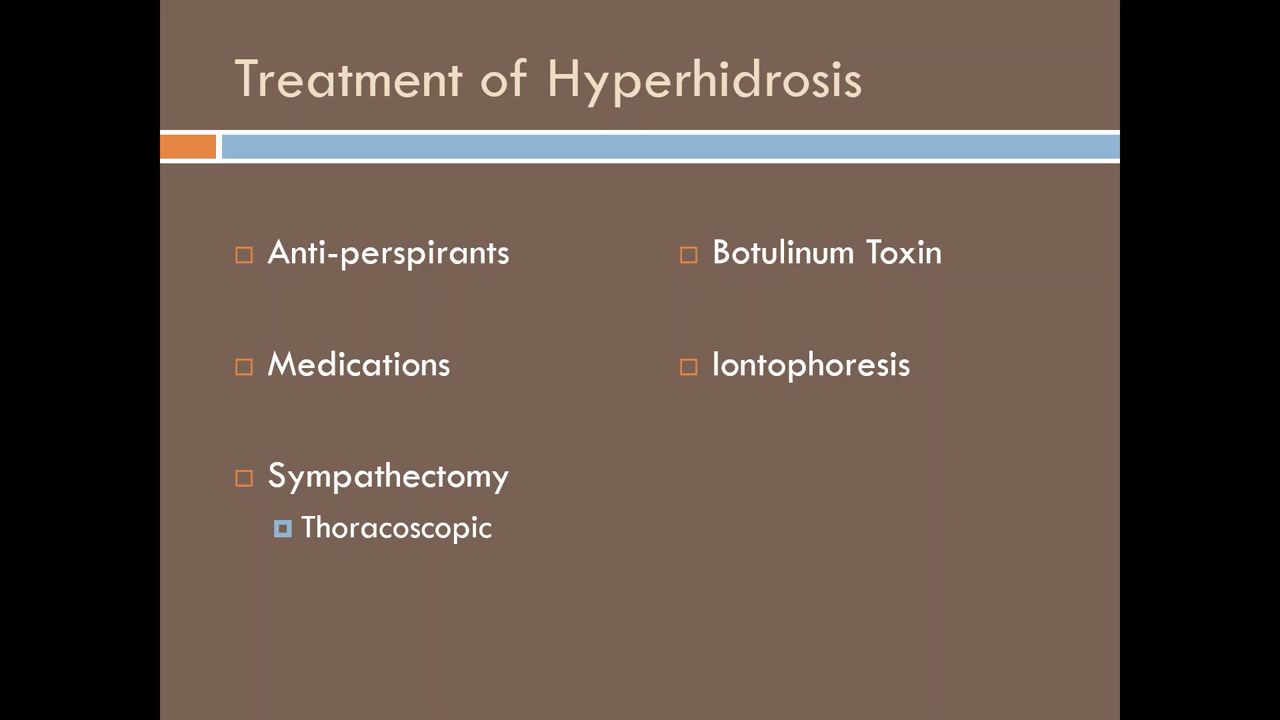 Treatment of Hyperhidrosis
Anti-perspirants
Medications
Sympathectomy
Thoracoscopic
Botulinum Toxin
Iontophoresis